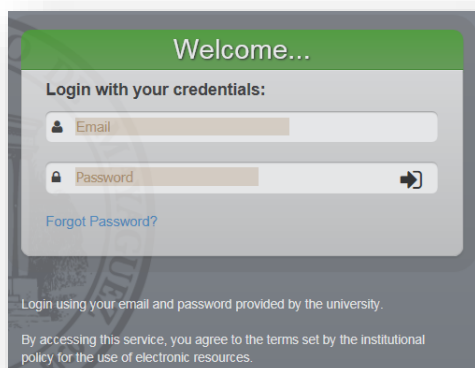 Welcome...
Login with your credentials:
Email
Password
Forgot Password?
Login using your email and password provided by the university.
By accessing this service, you agree to the terms set by the institutional
policy for the use of electronic resources.